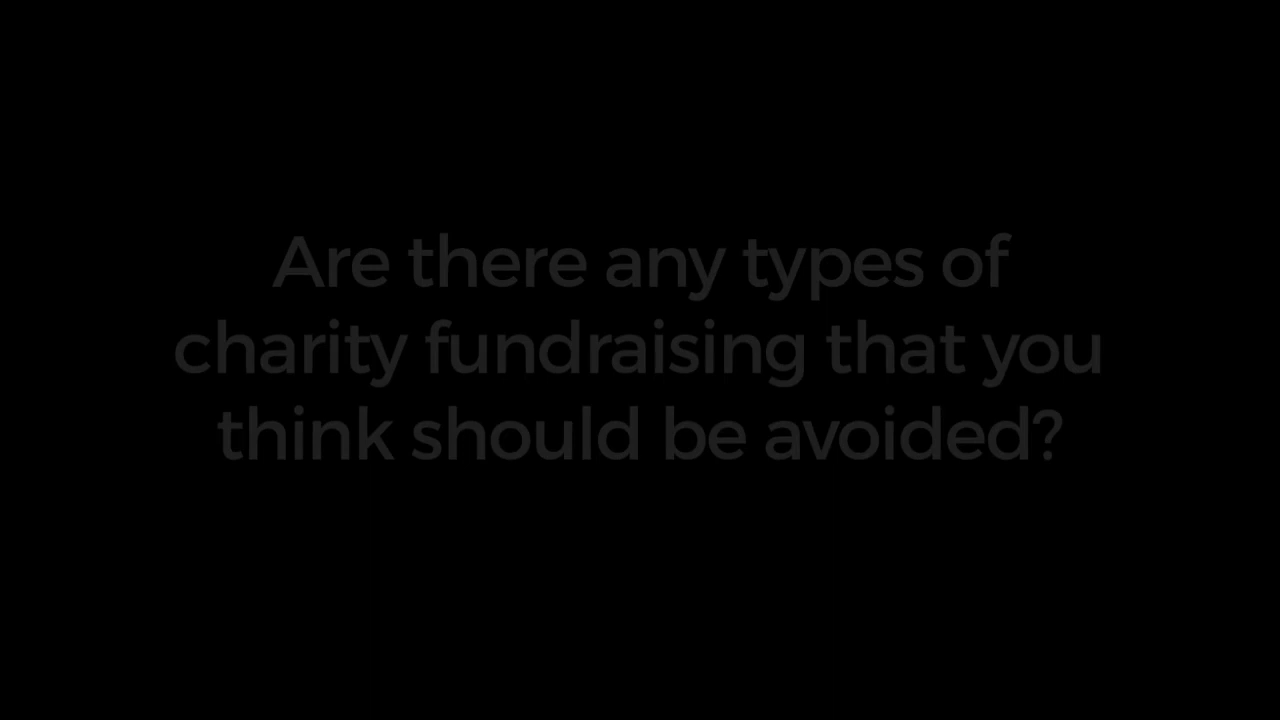 Are there any types of
charity fundraising that you
think should be avoided?